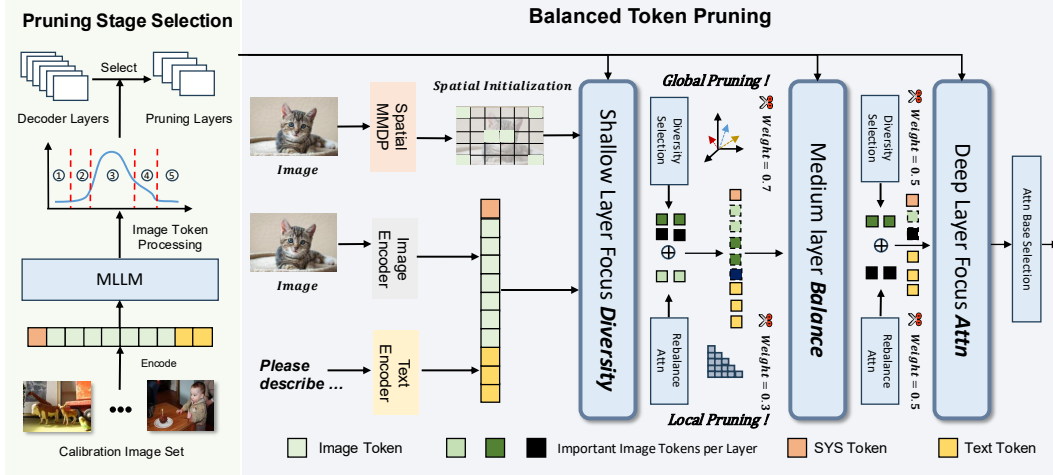 Pruning Stage Selection
Select
Decoder Layers
Pruning Layers
① ② ③ ④ ⑤
Image Token
Processing
MLLM
Encode
Calibration Image Set
Balanced Token Pruning
Spatial Initialization
Spatial
MMDP
Image
Image
Encoder
Image
Please
describe ...
Text
Encoder
Shallow Layer Focus Diversity
Global Pruning !
Diversity
Selection
Weight = 0.7
Rebalance
Attn
Weight = 0.3
Local Pruning !
Medium layer Balance
Diversity
Selection
Weight = 0.5
Rebalance
Attn
Weight = 0.5
Deep Layer Focus Attn
Attn Base Selection
Image Token
Important Image Tokens per Layer
SYS Token
Text Token